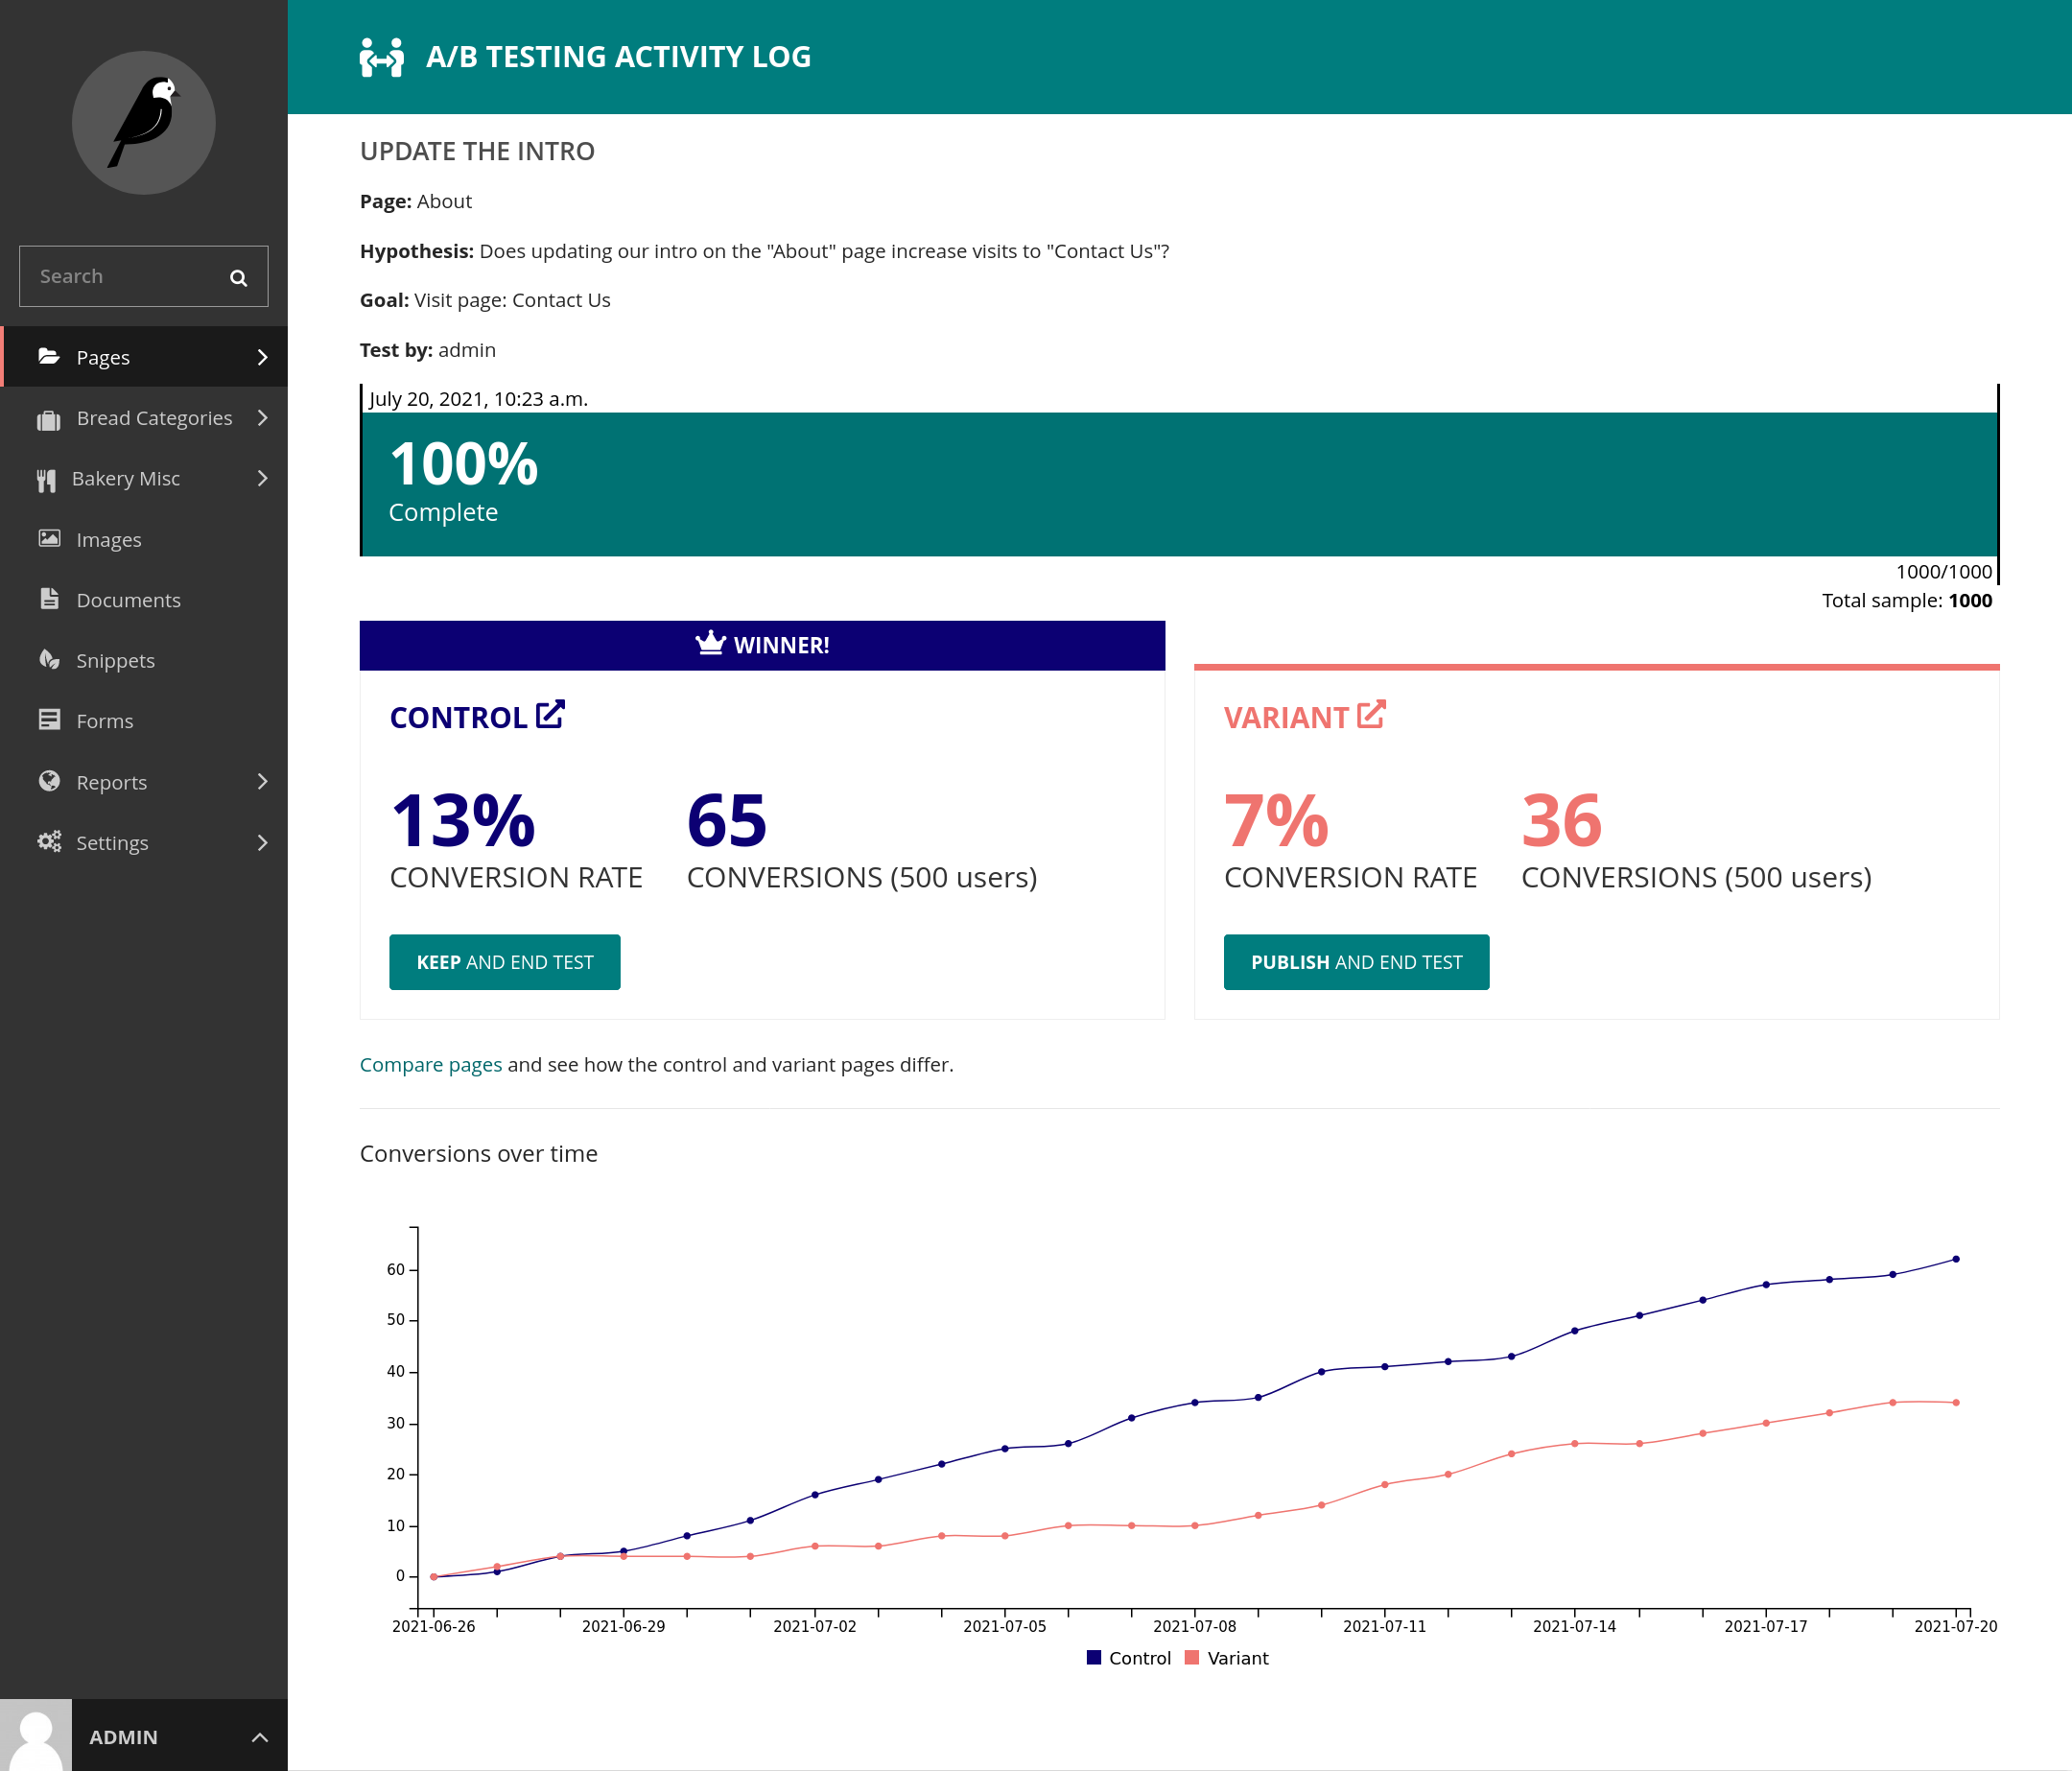 Search
Pages
Bread Categories
Bakery Misc
Images
Documents
Snippets
Forms
Reports
Settings
ADMIN
A/B TESTING ACTIVITY LOG
UPDATE THE INTRO
Page: About
Hypothesis: Does updating our intro on the "About" page increase visits to "Contact Us"?
Goal: Visit page: Contact Us
Test by: admin
July 20, 2021, 10:23 a.m.
100%
Complete
1000/1000
Total sample: 1000
WINNER!
CONTROL
13%
CONVERSION RATE
65
CONVERSIONS (500 users)
KEEP AND END TEST
VARIANT
7%
CONVERSION RATE
36
CONVERSIONS (500 users)
PUBLISH AND END TEST
Compare pages and see how the control and variant pages differ.
Conversions over time
60
50
40
30
20
10
0
2021-06-26 2021-06-29 2021-07-02 2021-07-05 2021-07-08 2021-07-11 2021-07-14 2021-07-17 2021-07-20
Control Variant